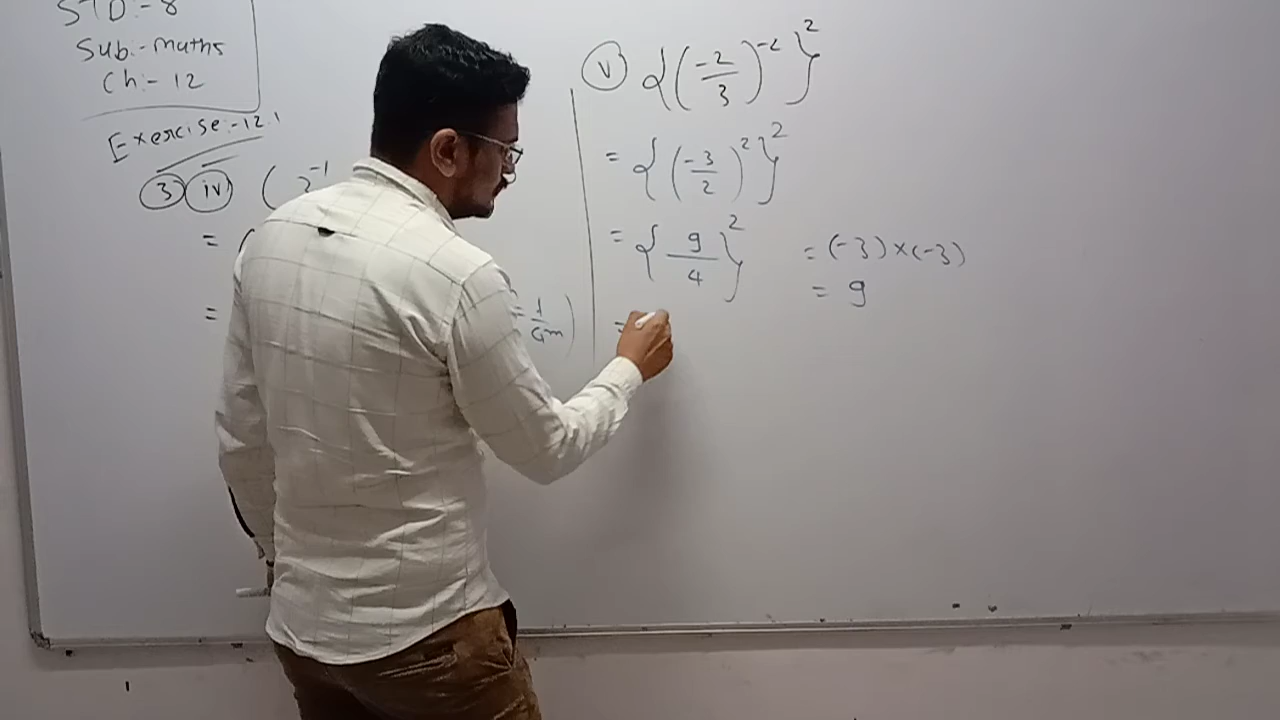 STD:- 8
Sub:- maths
Ch:- 12
Exercise:-12.1
3 iv) (2⁻¹
= (
=
= 1/aᵐ)
v {(-2/3)⁻²}²
= {(-3/2)²}²
= {9/4}²
=
= (-3)×(-3)
= 9